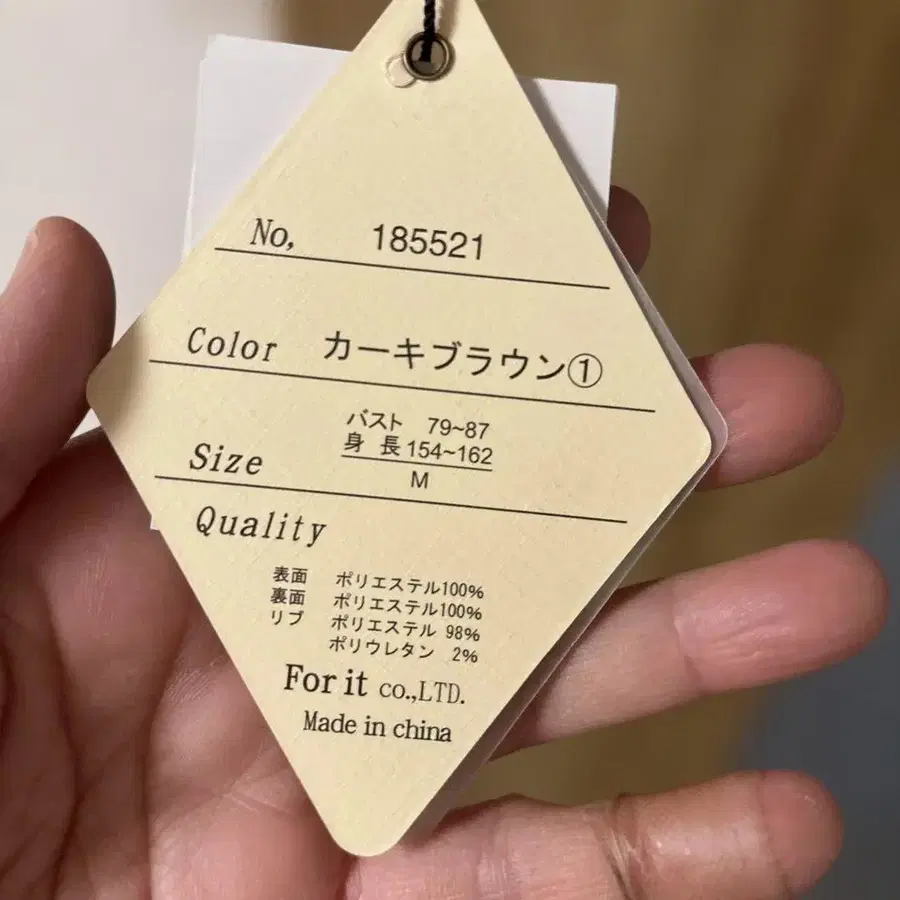 No, 185521
Color カーキブラウン①
バスト 79~87
身 長 154~162
Size M
Quality
表面 ポリエステル100%
裏面 ポリエステル100%
リブ ポリエステル 98%
ポリウレタン 2%
For it co.,LTD.
Made in china